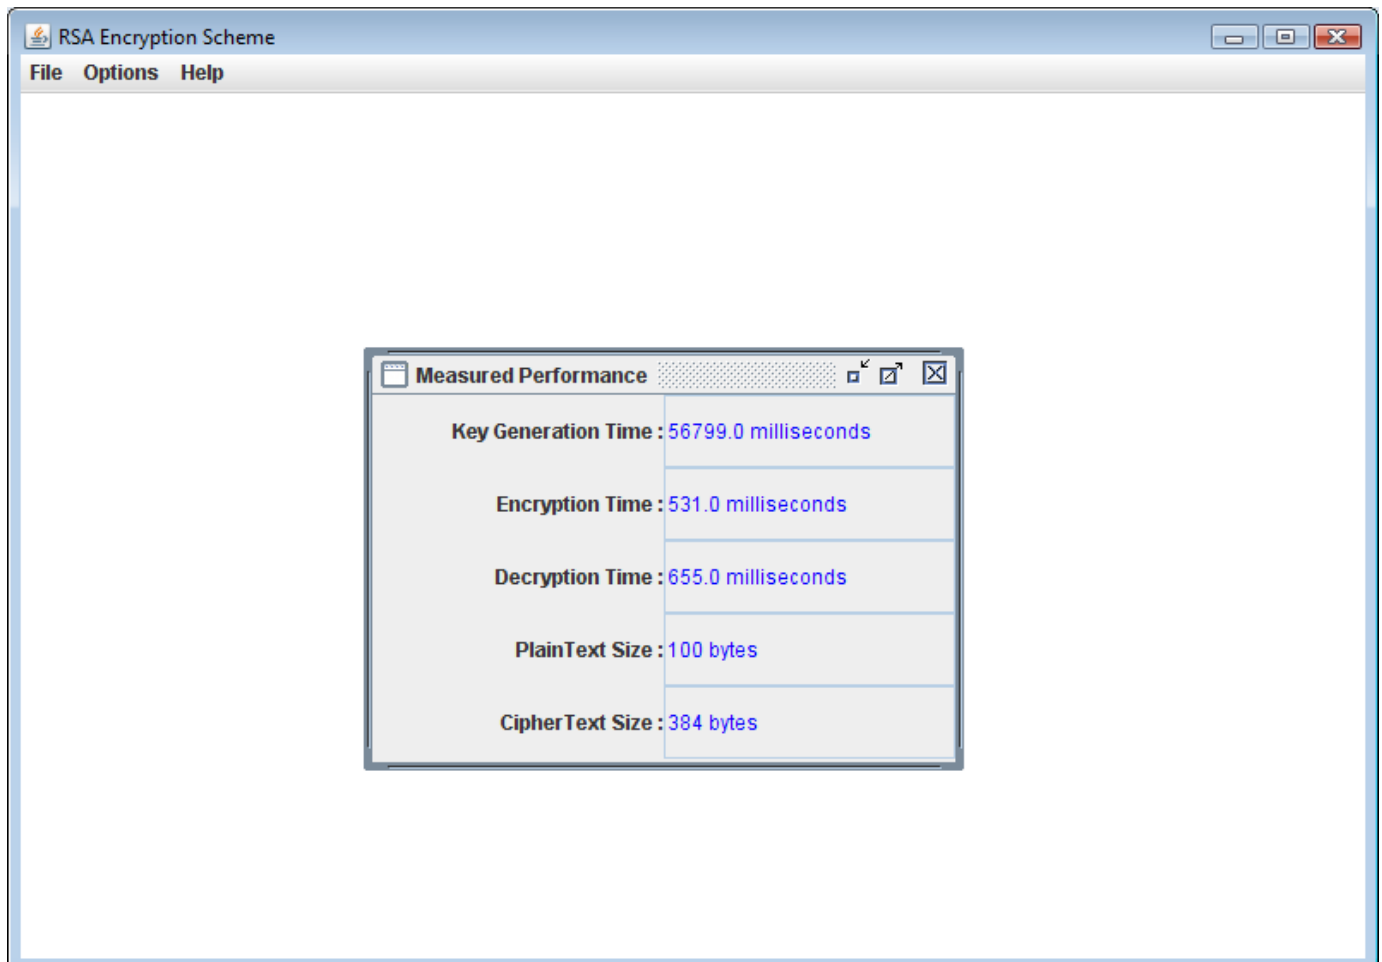 RSA Encryption Scheme
File Options Help
Measured Performance
Key Generation Time : 56799.0 milliseconds
Encryption Time : 531.0 milliseconds
Decryption Time : 655.0 milliseconds
PlainText Size : 100 bytes
CipherText Size : 384 bytes